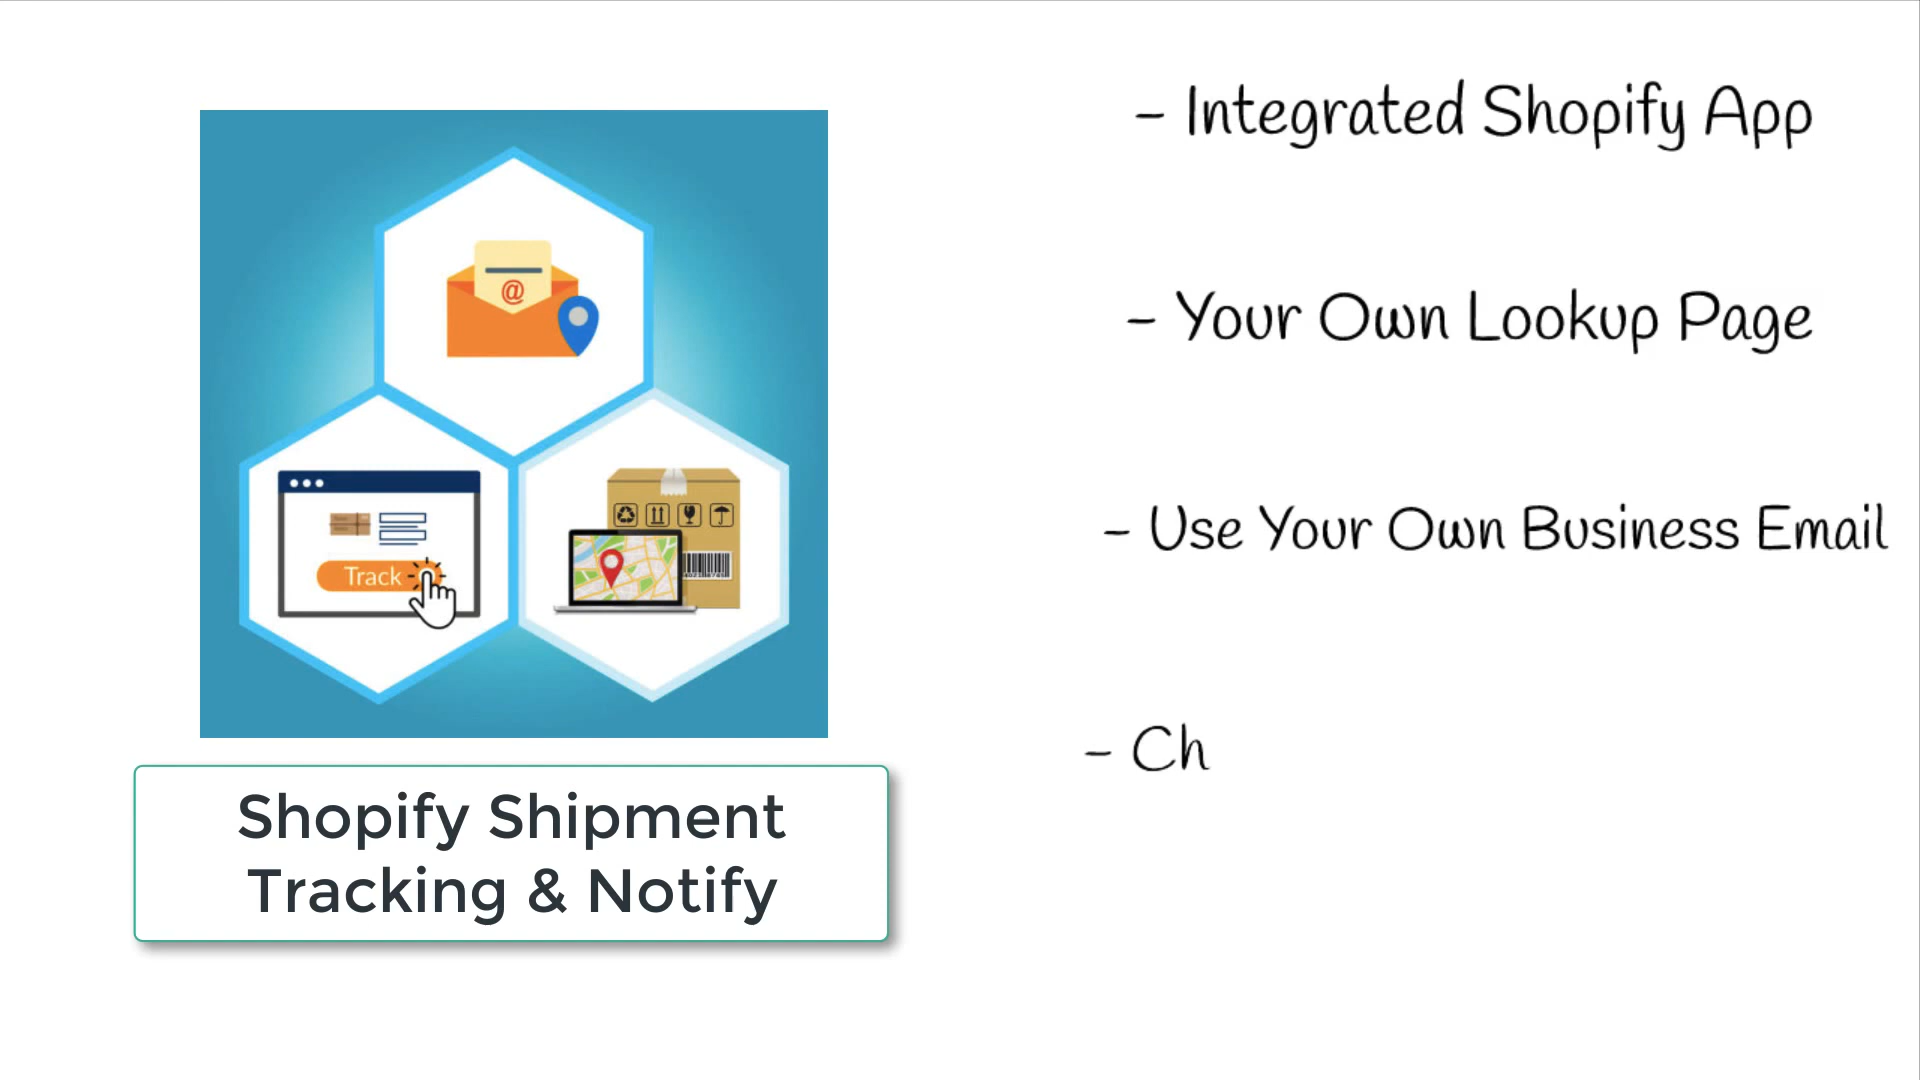 @
Track
Shopify Shipment
Tracking & Notify
- Integrated Shopify App
- Your Own Lookup Page
- Use Your Own Business Email
- Ch